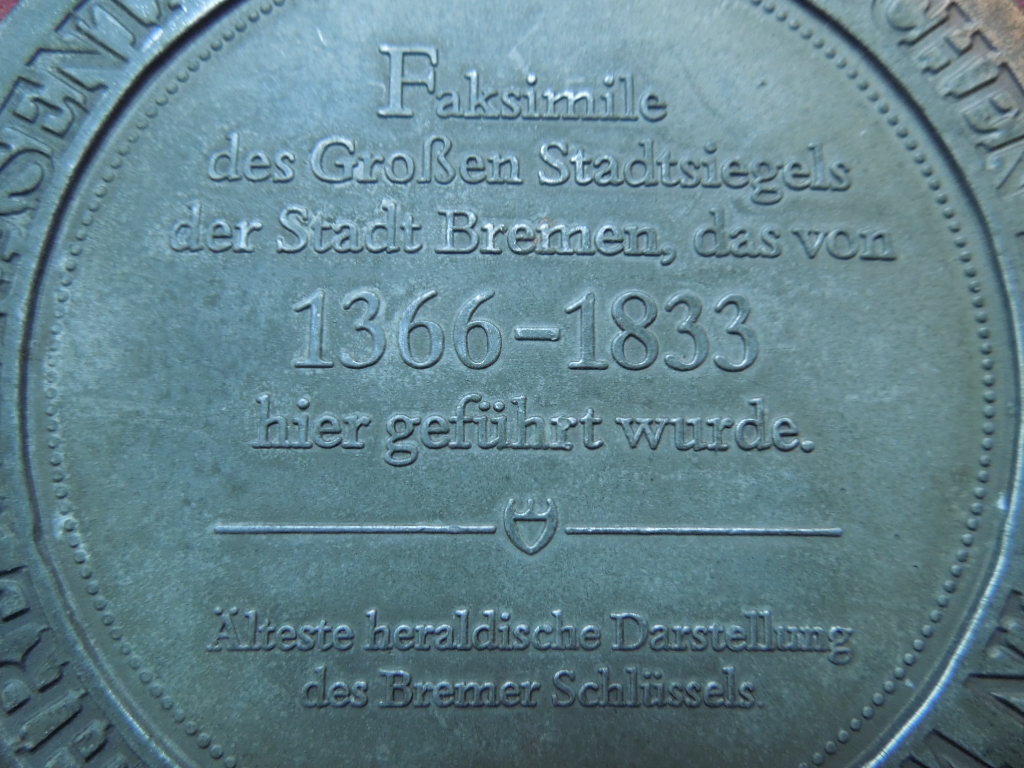 Faksimile
des Großen Stadtsiegels
der Stadt Bremen, das von
1366–1833
hier geführt wurde.
Älteste heraldische Darstellung
des Bremer Schlüssels.